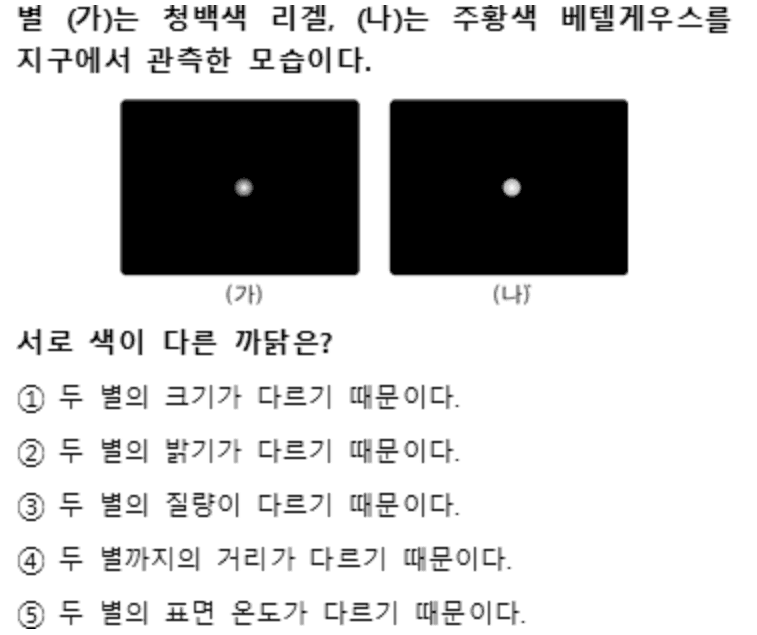 별 (가)는 청백색 리겔, (나)는 주황색 베텔게우스를
지구에서 관측한 모습이다.
(가)
(나)
서로 색이 다른 까닭은?
① 두 별의 크기가 다르기 때문이다.
② 두 별의 밝기가 다르기 때문이다.
③ 두 별의 질량이 다르기 때문이다.
④ 두 별까지의 거리가 다르기 때문이다.
⑤ 두 별의 표면 온도가 다르기 때문이다.